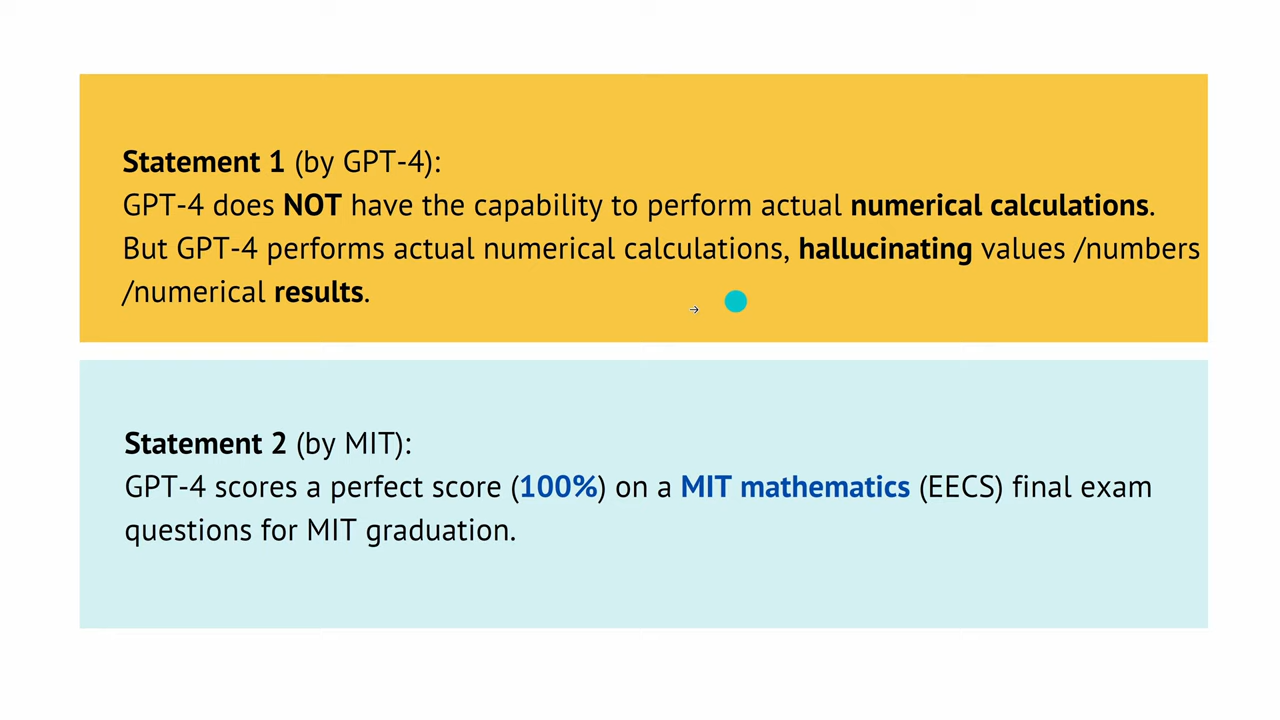 Statement 1 (by GPT-4):
GPT-4 does NOT have the capability to perform actual numerical calculations.
But GPT-4 performs actual numerical calculations, hallucinating values /numbers
/numerical results.
Statement 2 (by MIT):
GPT-4 scores a perfect score (100%) on a MIT mathematics (EECS) final exam
questions for MIT graduation.